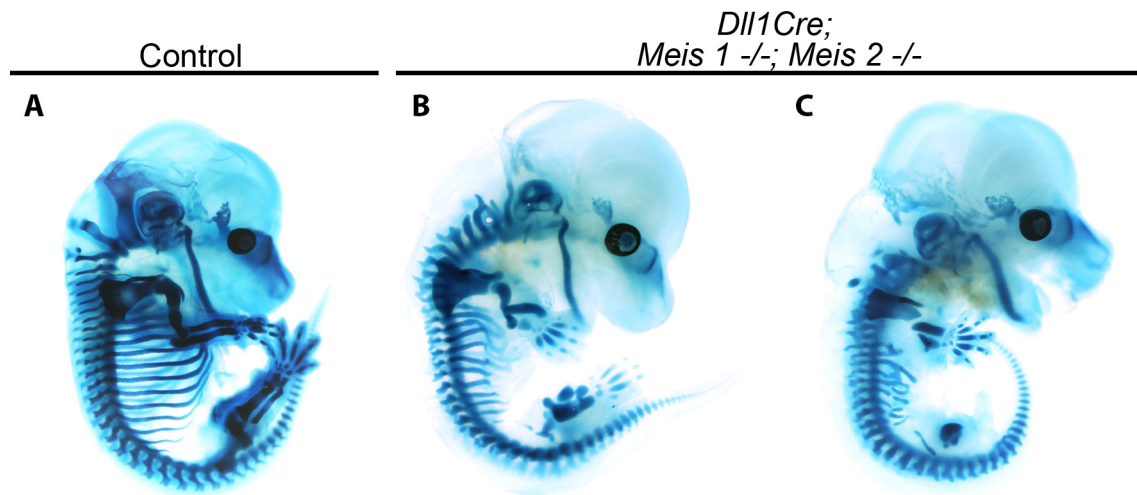 Control
Dll1Cre;
Meis 1 -/-; Meis 2 -/-
A
B
C